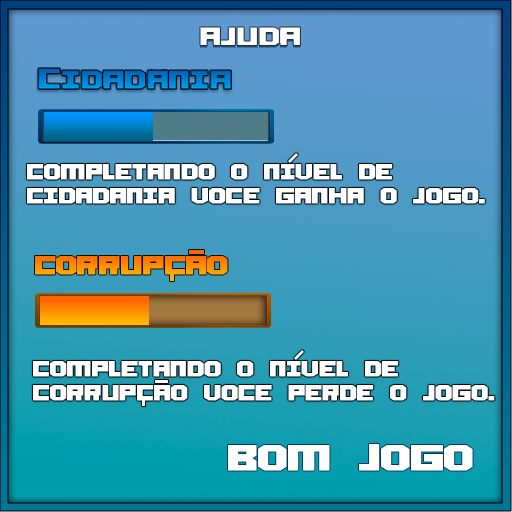 AJUDA
CIDADANIA
COMPLETANDO O NÍVEL DE
CIDADANIA VOCE GANHA O JOGO.
CORRUPÇÃO
COMPLETANDO O NÍVEL DE
CORRUPÇÃO VOCE PERDE O JOGO.
BOM JOGO